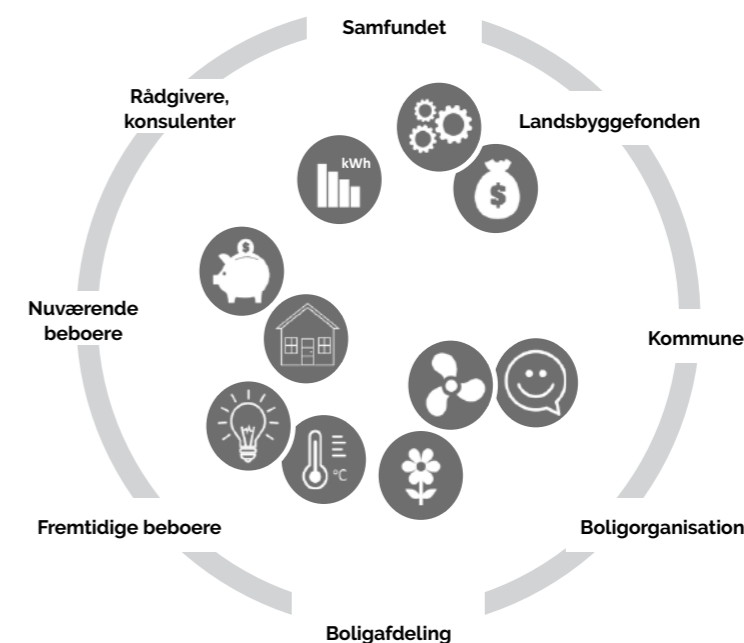 Samfundet
Rådgivere,
konsulenter
Landsbyggefonden
kWh
$
$
Nuværende
beboere
Kommune
°C
Fremtidige beboere
Boligorganisation
Boligafdeling